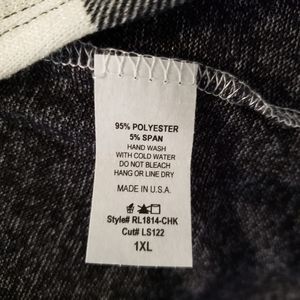 95% POLYESTER
5% SPAN
HAND WASH
WITH COLD WATER
DO NOT BLEACH
HANG OR LINE DRY
MADE IN U.S.A.
Style# RL1814-CHK
Cut# LS122
1XL